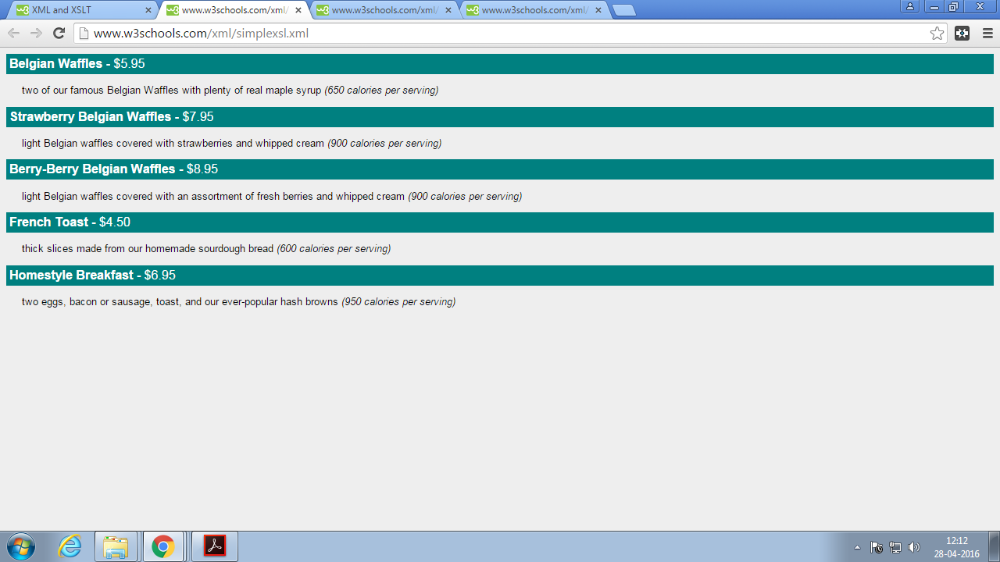 XML and XSLT
www.w3schools.com/xml/
www.w3schools.com/xml/
www.w3schools.com/xml/
www.w3schools.com/xml/simplexsl.xml
Belgian Waffles - $5.95
two of our famous Belgian Waffles with plenty of real maple syrup (650 calories per serving)
Strawberry Belgian Waffles - $7.95
light Belgian waffles covered with strawberries and whipped cream (900 calories per serving)
Berry-Berry Belgian Waffles - $8.95
light Belgian waffles covered with an assortment of fresh berries and whipped cream (900 calories per serving)
French Toast - $4.50
thick slices made from our homemade sourdough bread (600 calories per serving)
Homestyle Breakfast - $6.95
two eggs, bacon or sausage, toast, and our ever-popular hash browns (950 calories per serving)
12:12
28-04-2016